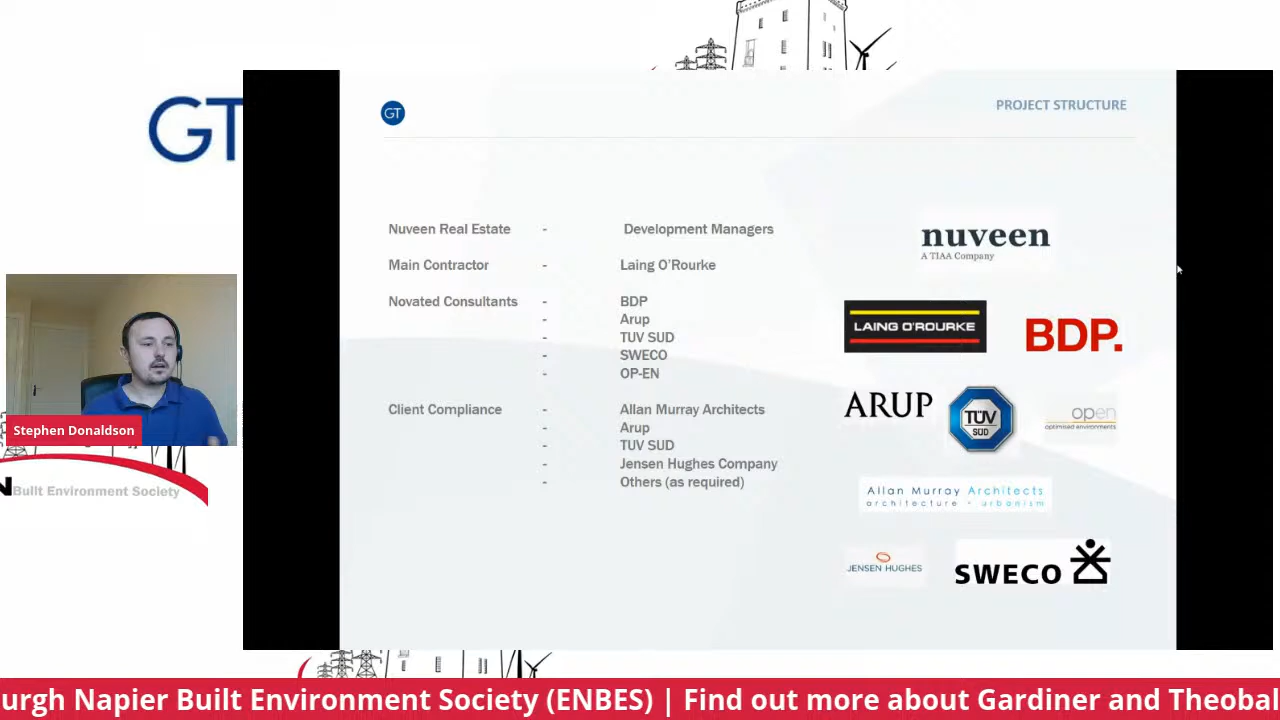 GT
GT
PROJECT STRUCTURE
Nuveen Real Estate - Development Managers
Main Contractor - Laing O'Rourke
Novated Consultants - BDP
- Arup
- TUV SUD
- SWECO
- OP-EN
Client Compliance - Allan Murray Architects
- Arup
- TUV SUD
- Jensen Hughes Company
- Others (as required)
nuveen
A TIAA Company
LAING O'ROURKE
BDP.
ARUP
TÜV
SÜD
open
optimised environments
Allan Murray Architects
architecture - urbanism
JENSEN HUGHES
SWECO
Stephen Donaldson
N Built Environment Society
urgh Napier Built Environment Society (ENBES) | Find out more about Gardiner and Theobal